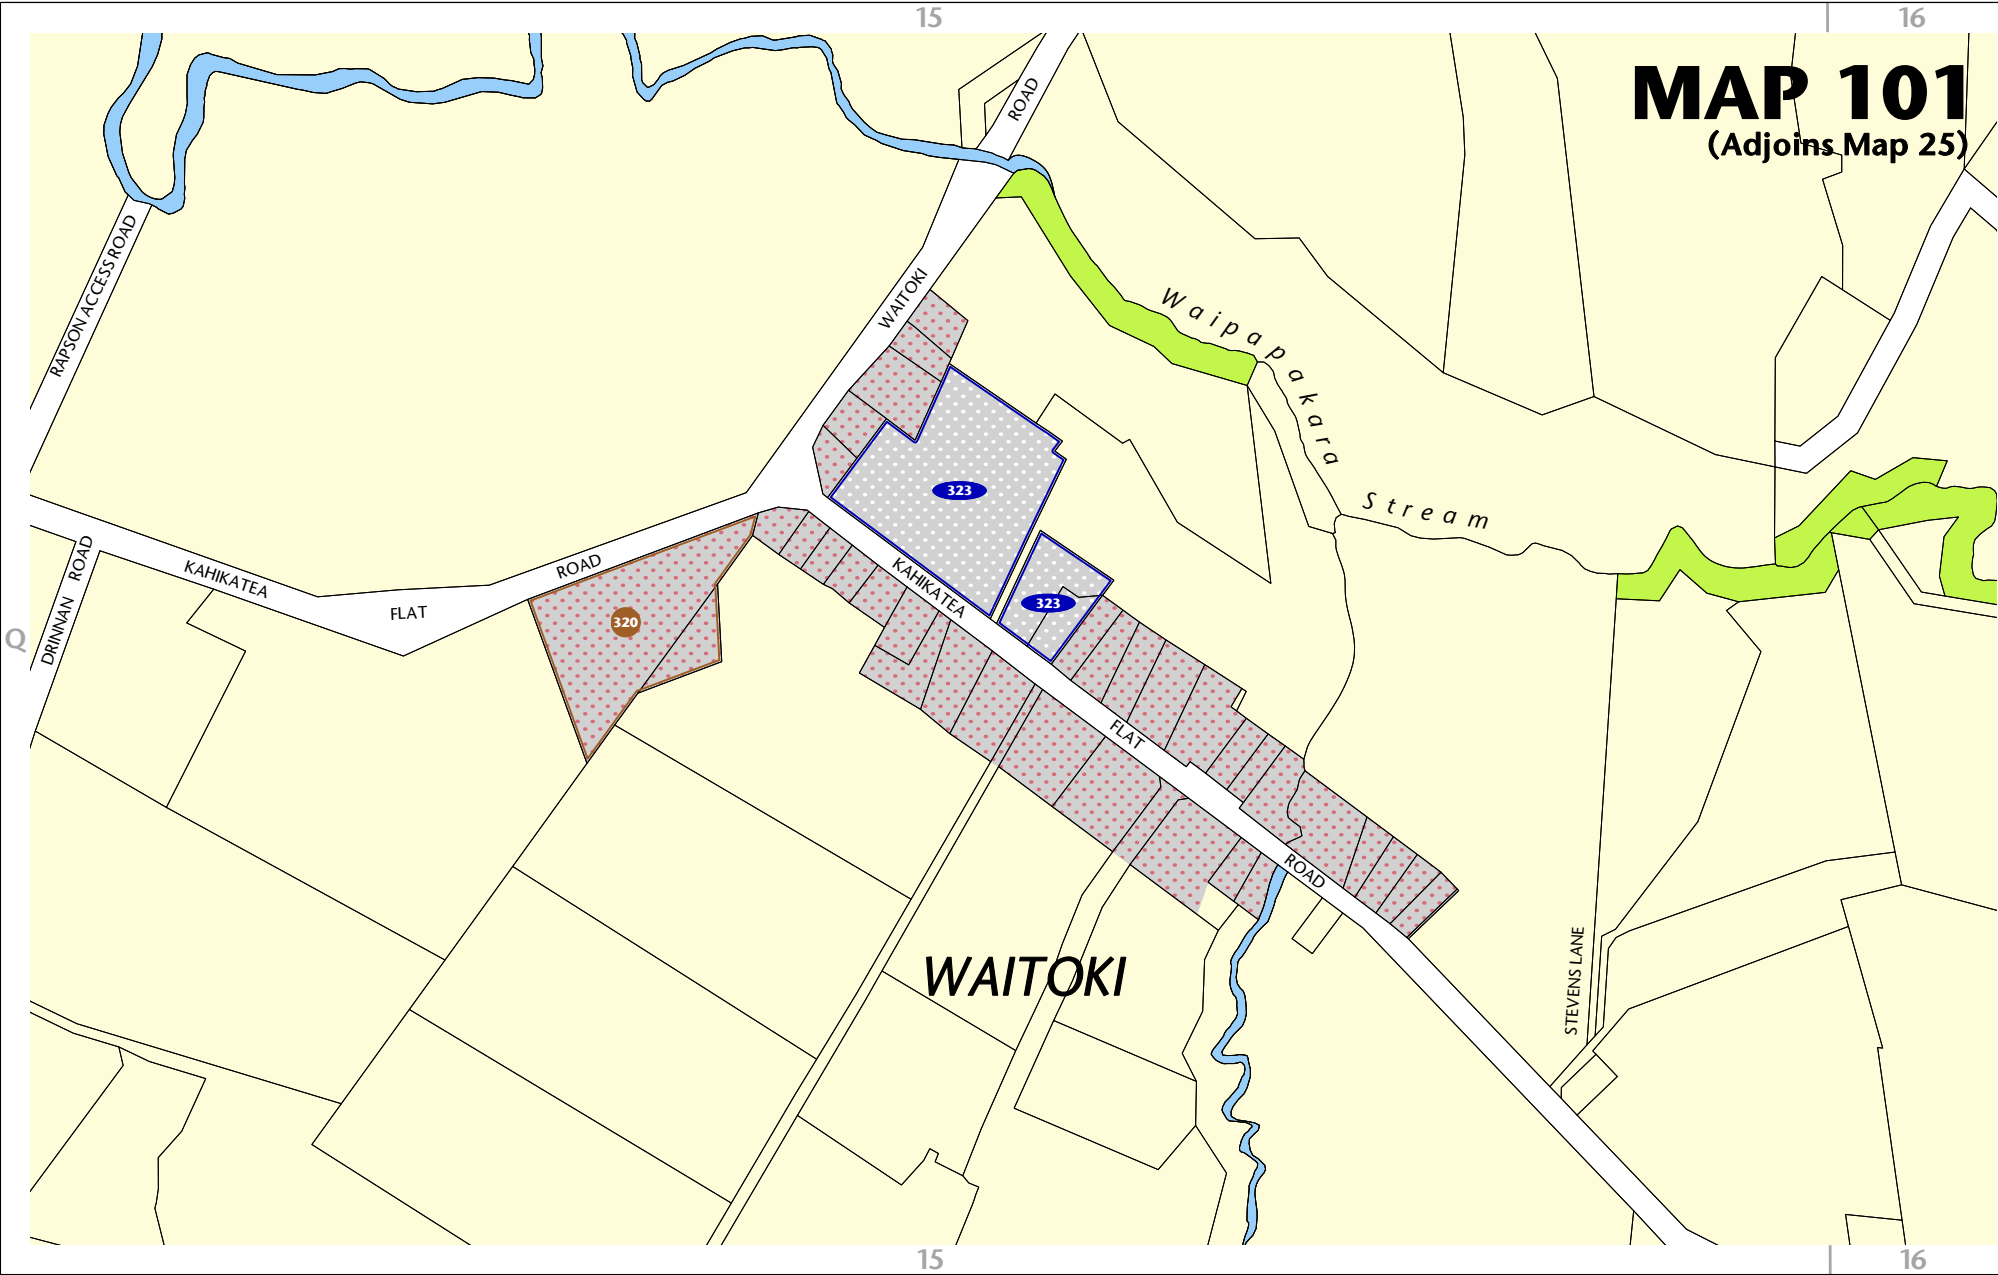 15
16
MAP 101
(Adjoins Map 25)
ROAD
RAPSON ACCESS ROAD
WAITOKI
Waipapakara
Stream
323
KAHIKATEA
FLAT
ROAD
DRINNAN ROAD
320
KAHIKATEA
323
Q
FLAT
ROAD
WAITOKI
STEVENS LANE
15
16